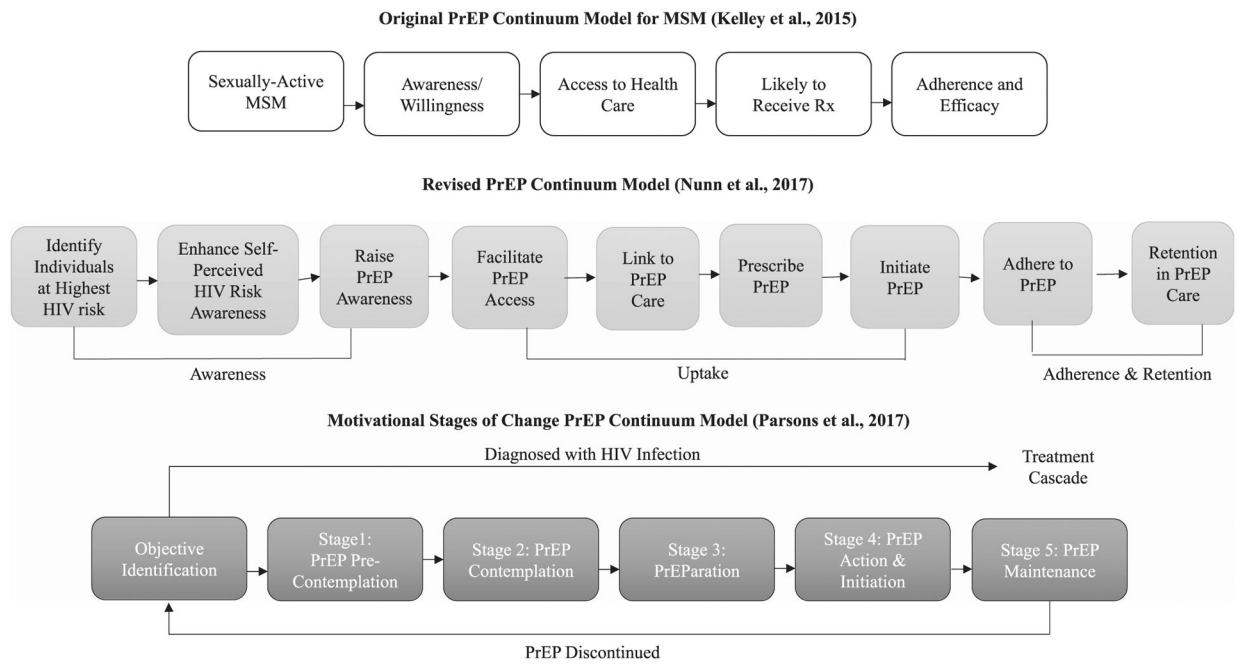 Original PrEP Continuum Model for MSM (Kelley et al., 2015)
Sexually-Active
MSM
Awareness/
Willingness
Access to Health
Care
Likely to
Receive Rx
Adherence and
Efficacy
Revised PrEP Continuum Model (Nunn et al., 2017)
Identify
Individuals
at Highest
HIV risk
Enhance Self-
Perceived
HIV Risk
Awareness
Raise
PrEP
Awareness
Facilitate
PrEP
Access
Link to
PrEP
Care
Prescribe
PrEP
Initiate
PrEP
Adhere to
PrEP
Retention
in PrEP
Care
Awareness
Uptake
Adherence & Retention
Motivational Stages of Change PrEP Continuum Model (Parsons et al., 2017)
Diagnosed with HIV Infection
Treatment
Cascade
Objective
Identification
Stage1:
PrEP Pre-
Contemplation
Stage 2: PrEP
Contemplation
Stage 3:
PrEParation
Stage 4: PrEP
Action &
Initiation
Stage 5: PrEP
Maintenance
PrEP Discontinued